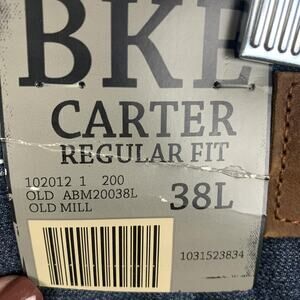 BKE
CARTER
REGULAR FIT
102012 1 200
OLD ABM20038L
OLD MILL
38L
1031523834